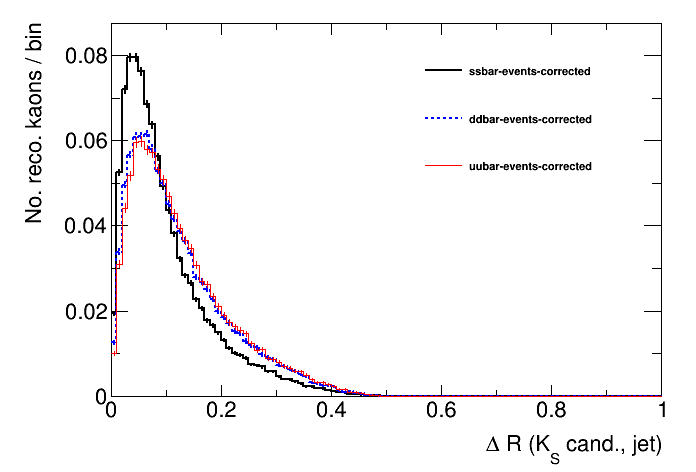 No. reco. kaons / bin
0.08
0.06
0.04
0.02
0
ssbar-events-corrected
ddbar-events-corrected
uubar-events-corrected
0 0.2 0.4 0.6 0.8 1
Δ R (K_S cand., jet)